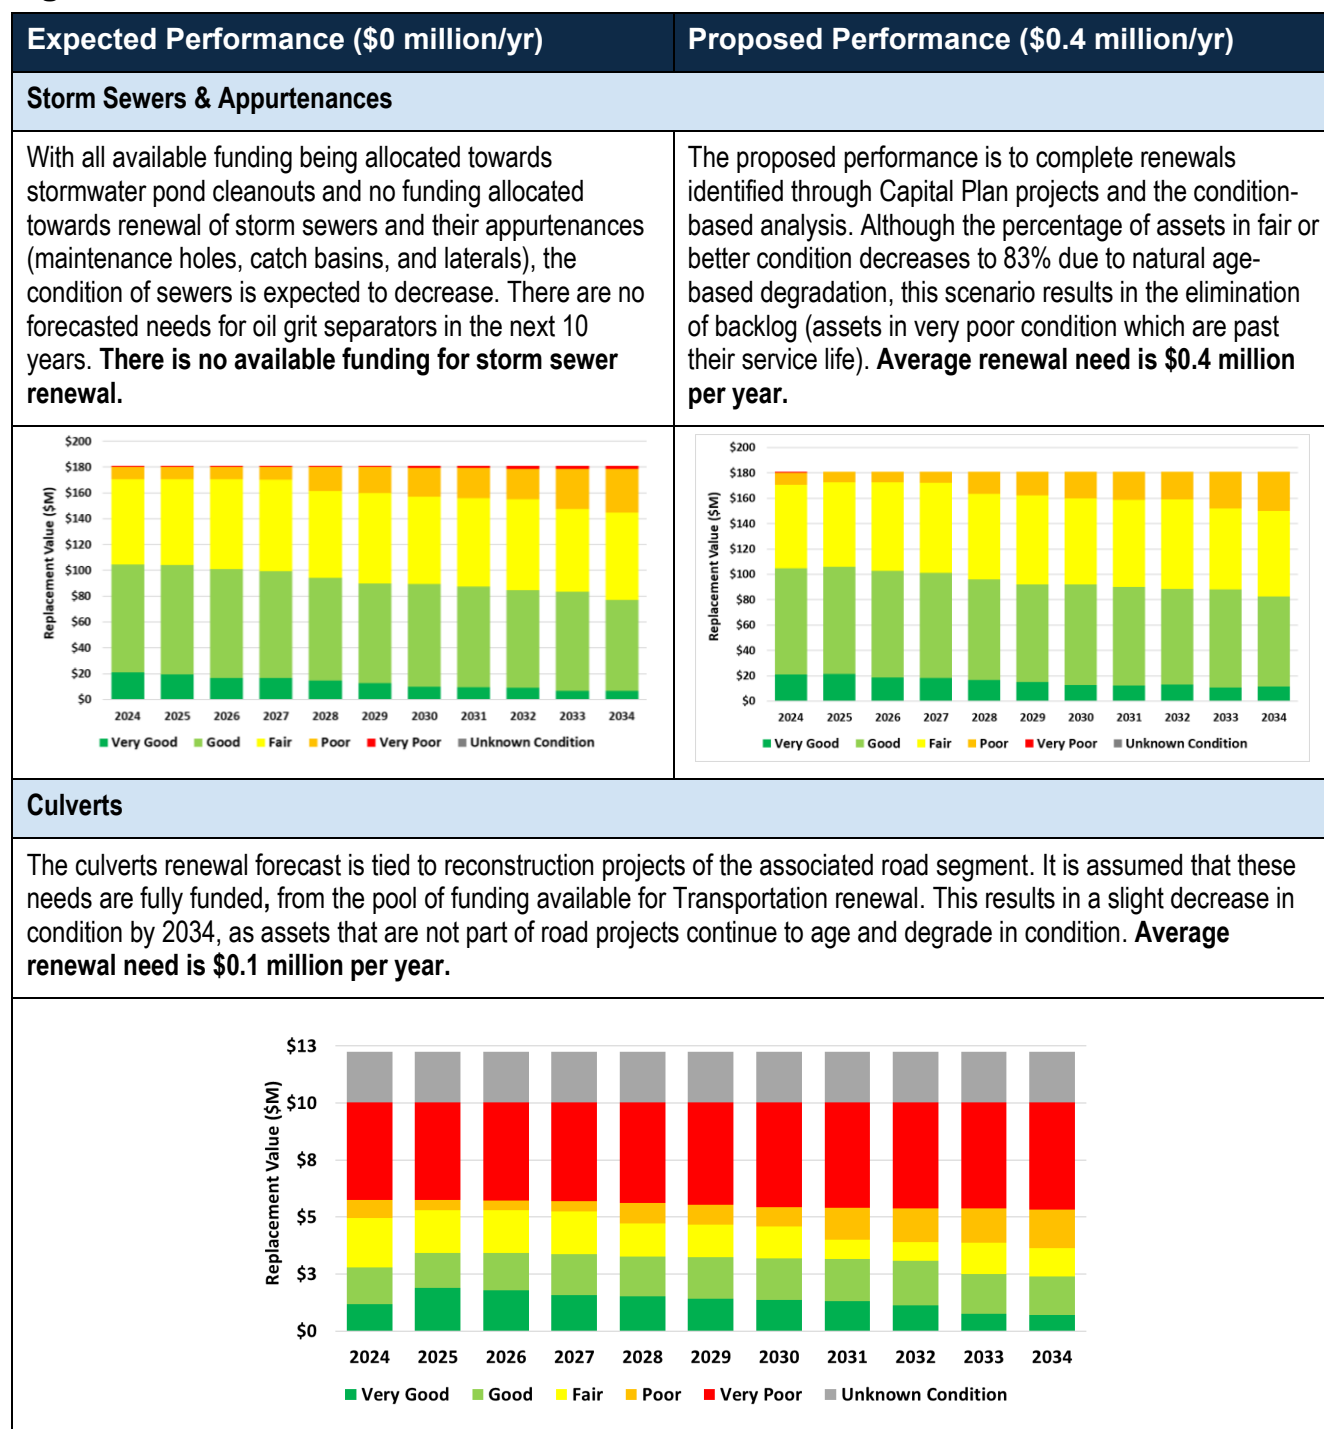 Expected Performance ($0 million/yr)
Proposed Performance ($0.4 million/yr)
Storm Sewers & Appurtenances
With all available funding being allocated towards
stormwater pond cleanouts and no funding allocated
towards renewal of storm sewers and their appurtenances
(maintenance holes, catch basins, and laterals), the
condition of sewers is expected to decrease. There are no
forecasted needs for oil grit separators in the next 10
years. There is no available funding for storm sewer
renewal.
The proposed performance is to complete renewals
identified through Capital Plan projects and the condition-
based analysis. Although the percentage of assets in fair or
better condition decreases to 83% due to natural age-
based degradation, this scenario results in the elimination
of backlog (assets in very poor condition which are past
their service life). Average renewal need is $0.4 million
per year.
Replacement Value ($M)
$200
$180
$160
$140
$120
$100
$80
$60
$40
$20
$0
2024 2025 2026 2027 2028 2029 2030 2031 2032 2033 2034
Very Good Good Fair Poor Very Poor Unknown Condition
Replacement Value ($M)
$200
$180
$160
$140
$120
$100
$80
$60
$40
$20
$0
2024 2025 2026 2027 2028 2029 2030 2031 2032 2033 2034
Very Good Good Fair Poor Very Poor Unknown Condition
Culverts
The culverts renewal forecast is tied to reconstruction projects of the associated road segment. It is assumed that these
needs are fully funded, from the pool of funding available for Transportation renewal. This results in a slight decrease in
condition by 2034, as assets that are not part of road projects continue to age and degrade in condition. Average
renewal need is $0.1 million per year.
Replacement Value ($M)
$13
$10
$8
$5
$3
$0
2024 2025 2026 2027 2028 2029 2030 2031 2032 2033 2034
Very Good Good Fair Poor Very Poor Unknown Condition